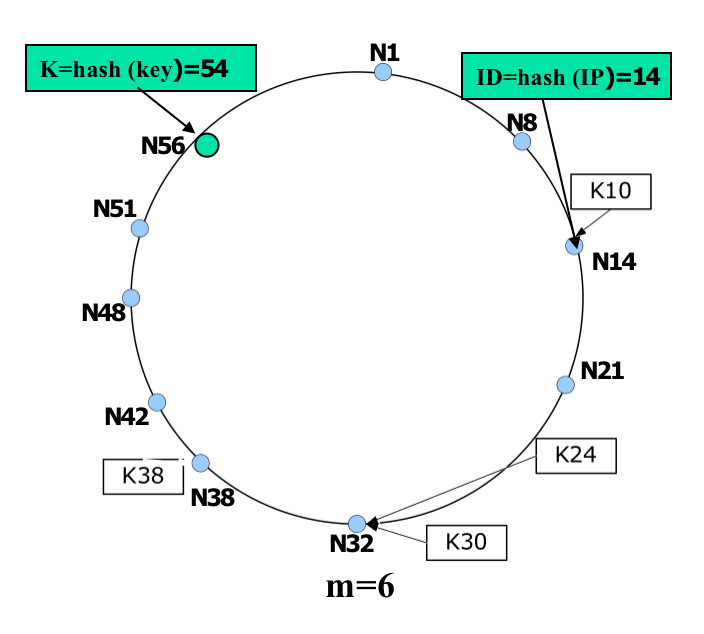 N1
K=hash (key)=54
ID=hash (IP)=14
N8
N56
K10
N51
N14
N48
N21
N42
K24
K38
N38
N32
K30
m=6